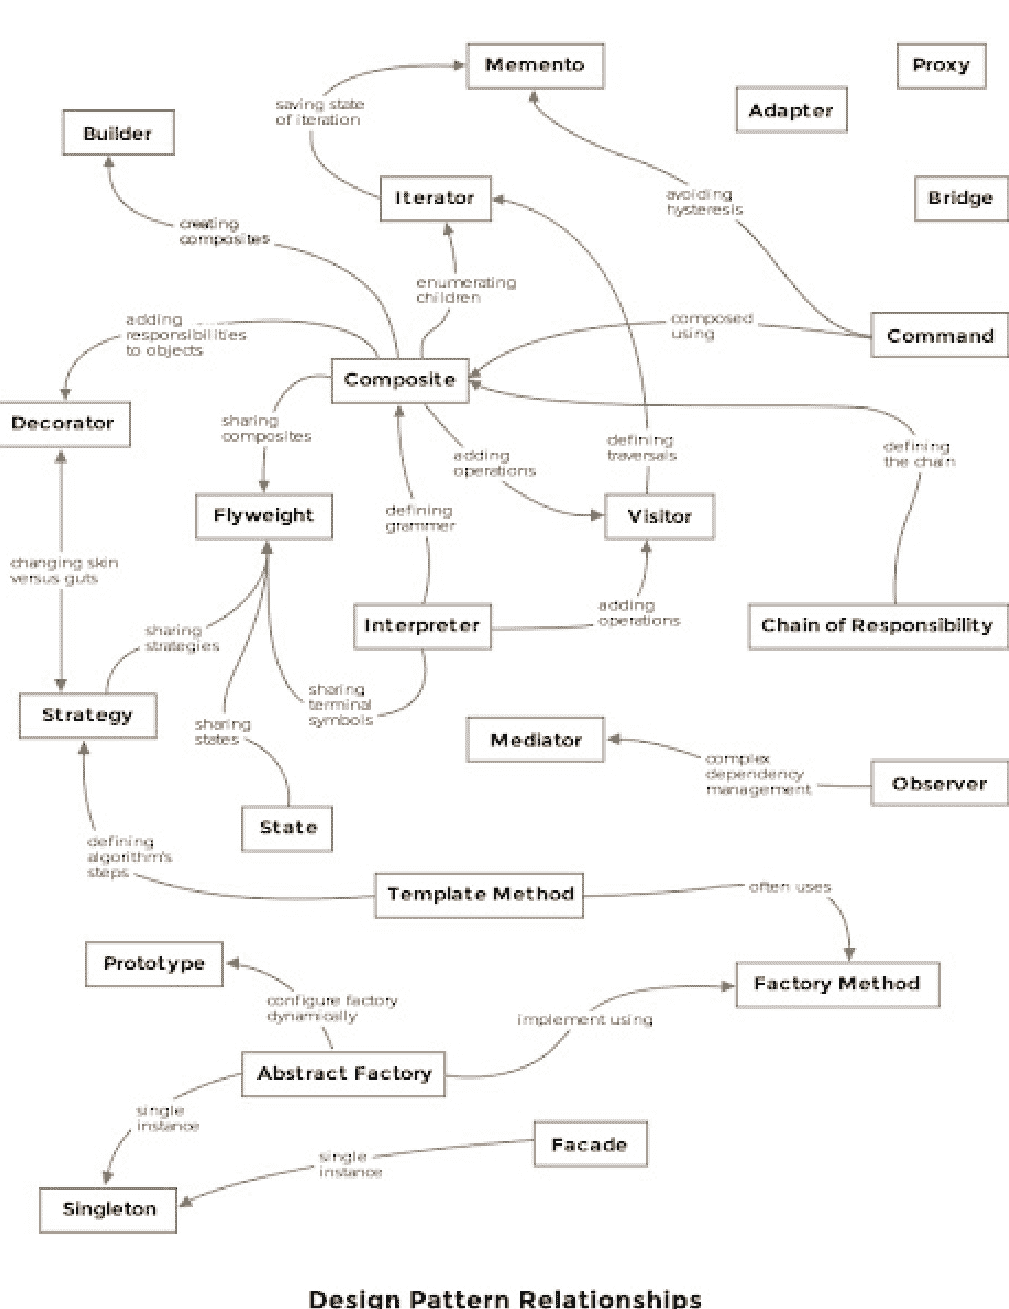 Memento
Proxy
Adapter
saving state
of iteration
Builder
Iterator
avoiding
hysteresis
Bridge
creating
composites
enumerating
children
adding
responsibilities
to objects
composed
using
Command
Composite
Decorator
sharing
composites
adding
operations
defining
traversals
defining
the chain
Flyweight
defining
grammer
Visitor
changing skin
versus guts
sharing
strategies
Interpreter
adding
operations
Chain of Responsibility
sharing
terminal
symbols
Strategy
sharing
states
Mediator
complex
dependency
management
Observer
State
defining
algorithm's
steps
Template Method
often uses
Prototype
Factory Method
configure factory
dynamically
implement using
Abstract Factory
single
instance
Facade
single
instance
Singleton
Design Pattern Relationships